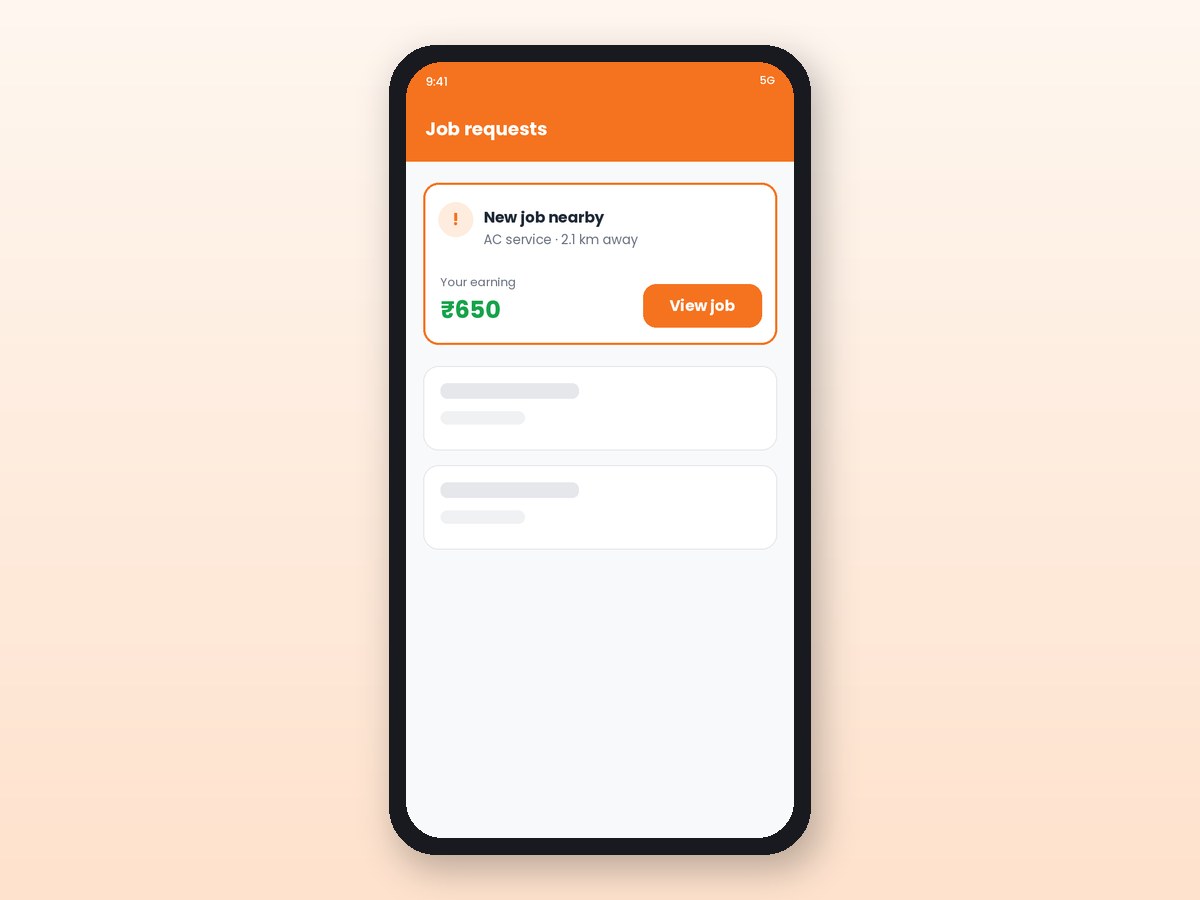 9:41
5G
Job requests
!
New job nearby
AC service · 2.1 km away
Your earning
₹650
View job